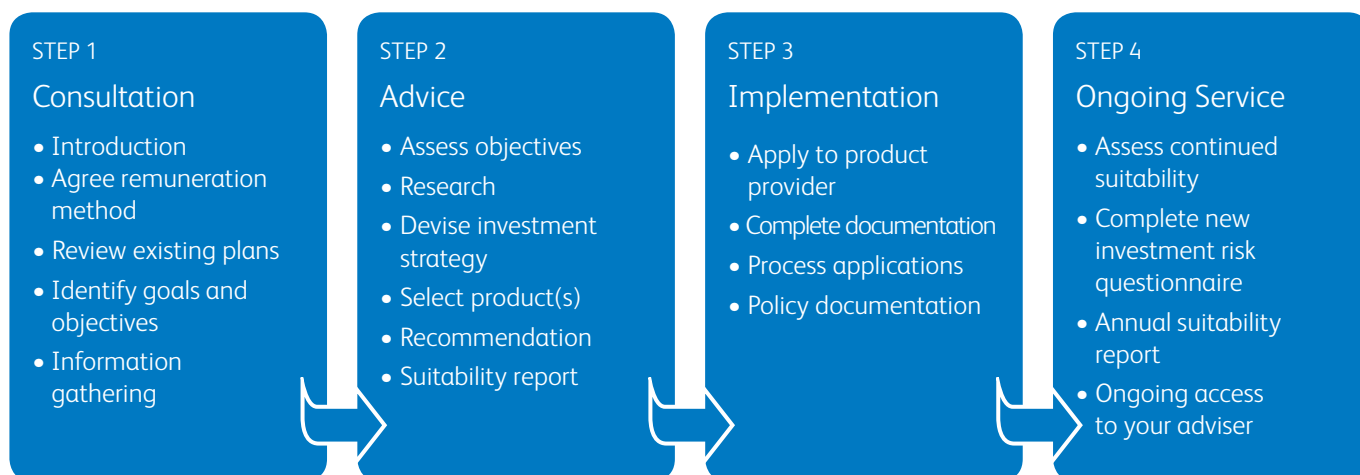 STEP 1
Consultation
• Introduction
• Agree remuneration
method
• Review existing plans
• Identify goals and
objectives
• Information
gathering
STEP 2
Advice
• Assess objectives
• Research
• Devise investment
strategy
• Select product(s)
• Recommendation
• Suitability report
STEP 3
Implementation
• Apply to product
provider
• Complete documentation
• Process applications
• Policy documentation
STEP 4
Ongoing Service
• Assess continued
suitability
• Complete new
investment risk
questionnaire
• Annual suitability
report
• Ongoing access
to your adviser